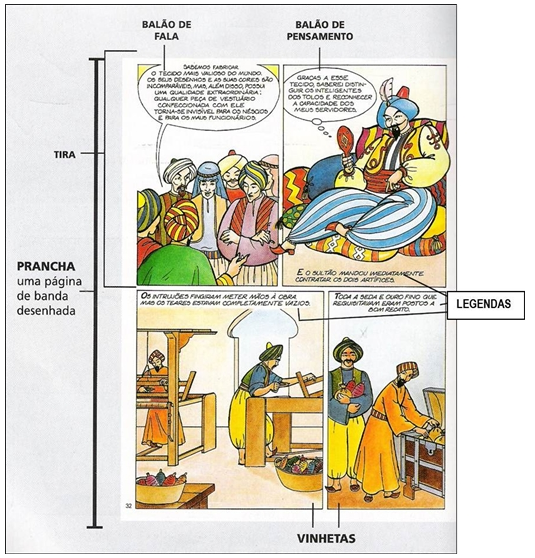 BALÃO DE
FALA
BALÃO DE
PENSAMENTO
SABEMOS FABRICAR
O TECIDO MAIS VALIOSO DO MUNDO.
OS SEUS DESENHOS E AS SUAS CORES SÃO
INCOMPARÁVEIS, MAS, ALÉM DISSO, POSSUI
UMA QUALIDADE EXTRAORDINÁRIA:
QUALQUER PEÇA DE VESTUÁRIO
CONFECCIONADA COM ELE
TORNA-SE INVISÍVEL PARA OS NÉSCIOS
E PARA OS MAUS FUNCIONÁRIOS.
GRAÇAS A ESSE
TECIDO, SABEREI DISTIN-
GUIR OS INTELIGENTES
DOS TOLOS E RECONHECER
A CAPACIDADE DOS
MEUS SERVIDORES.
TIRA
E O SULTÃO MANDOU IMEDIATAMENTE
CONTRATAR OS DOIS ARTÍFICES.
PRANCHA
uma página
de banda
desenhada
LEGENDAS
OS INTRUJÕES FINGIRAM METER MÃOS À OBRA
MAS OS TEARES ESTAVAM COMPLETAMENTE VAZIOS.
TODA A SEDA E OURO FINO QUE
REQUISITAVAM ERAM POSTOS A
BOM RECATO.
32
VINHETAS